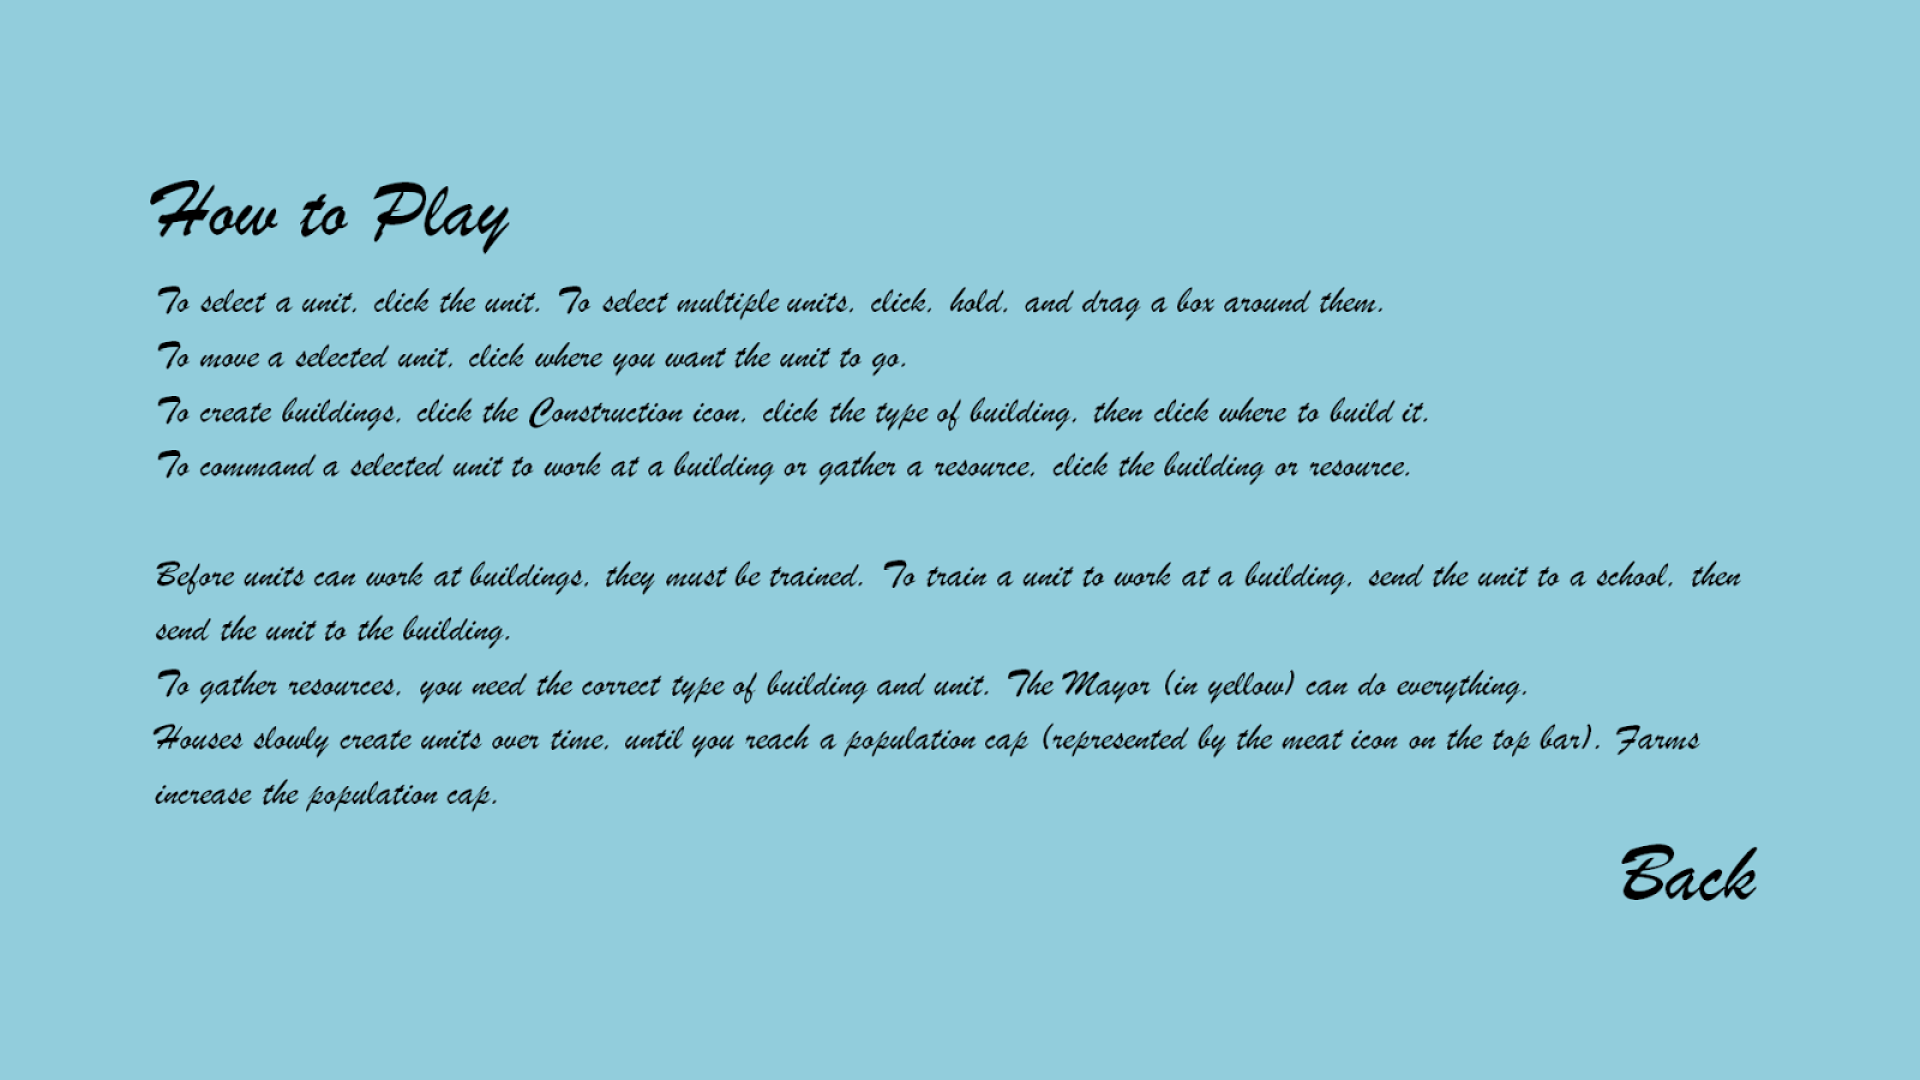 How to Play
To select a unit, click the unit. To select multiple units, click, hold, and drag a box around them.
To move a selected unit, click where you want the unit to go.
To create buildings, click the Construction icon, click the type of building, then click where to build it.
To command a selected unit to work at a building or gather a resource, click the building or resource.
Before units can work at buildings, they must be trained. To train a unit to work at a building, send the unit to a school, then
send the unit to the building.
To gather resources, you need the correct type of building and unit. The Mayor (in yellow) can do everything.
Houses slowly create units over time, until you reach a population cap (represented by the meat icon on the top bar). Farms
increase the population cap.
Back